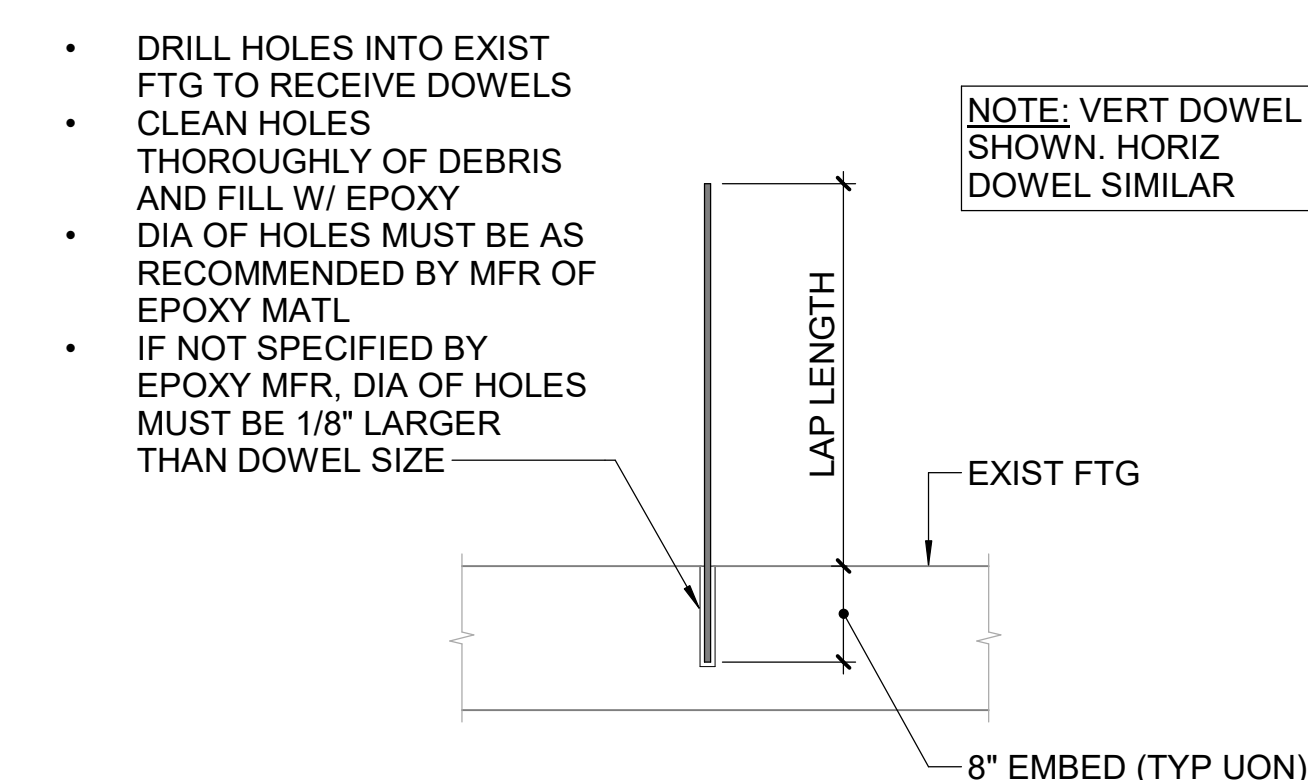 • DRILL HOLES INTO EXIST
FTG TO RECEIVE DOWELS
• CLEAN HOLES
THOROUGHLY OF DEBRIS
AND FILL W/ EPOXY
• DIA OF HOLES MUST BE AS
RECOMMENDED BY MFR OF
EPOXY MATL
• IF NOT SPECIFIED BY
EPOXY MFR, DIA OF HOLES
MUST BE 1/8" LARGER
THAN DOWEL SIZE
NOTE: VERT DOWEL
SHOWN. HORIZ
DOWEL SIMILAR
LAP LENGTH
EXIST FTG
8" EMBED (TYP UON)